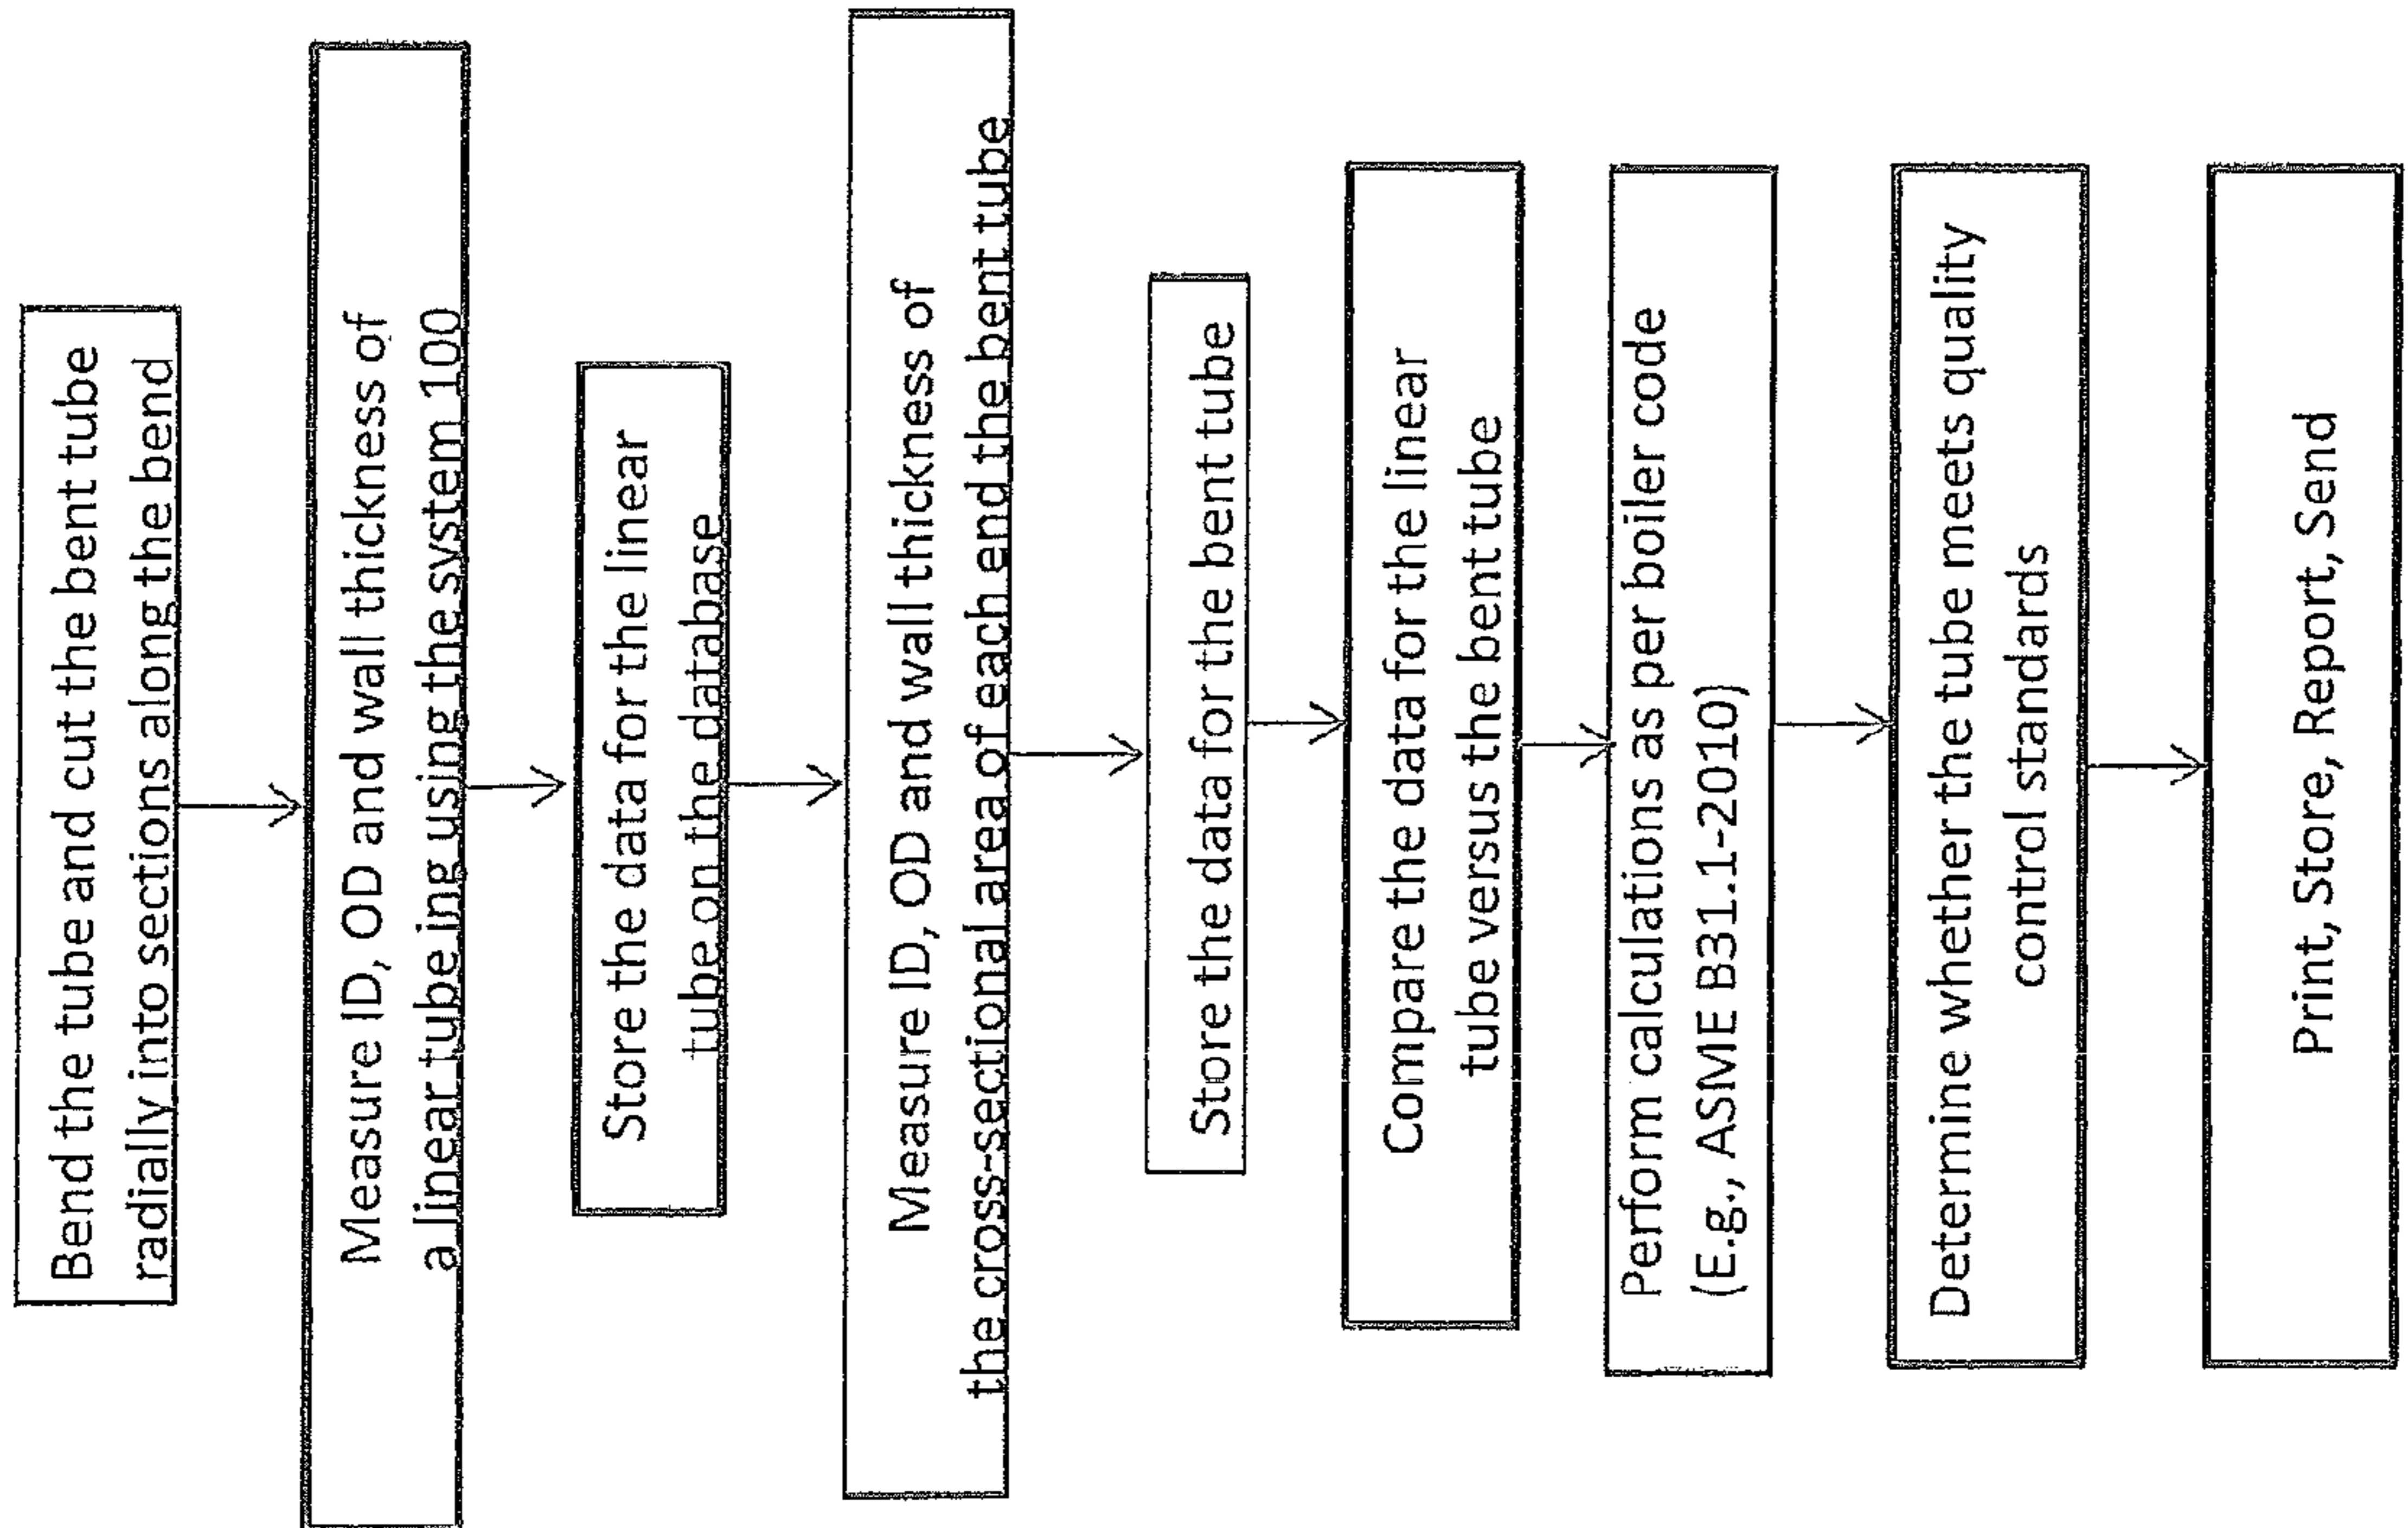 Bend the tube and cut the bent tube
radially into sections along the bend
Measure ID, OD and wall thickness of
a linear tube ing using the system 100
Store the data for the linear
tube on the database
Measure ID, OD and wall thickness of
the cross-sectional area of each end the bent tube
Store the data for the bent tube
Compare the data for the linear
tube versus the bent tube
Perform calculations as per boiler code
(E.g., ASME B31.1-2010)
Determine whether the tube meets quality
control standards
Print, Store, Report, Send